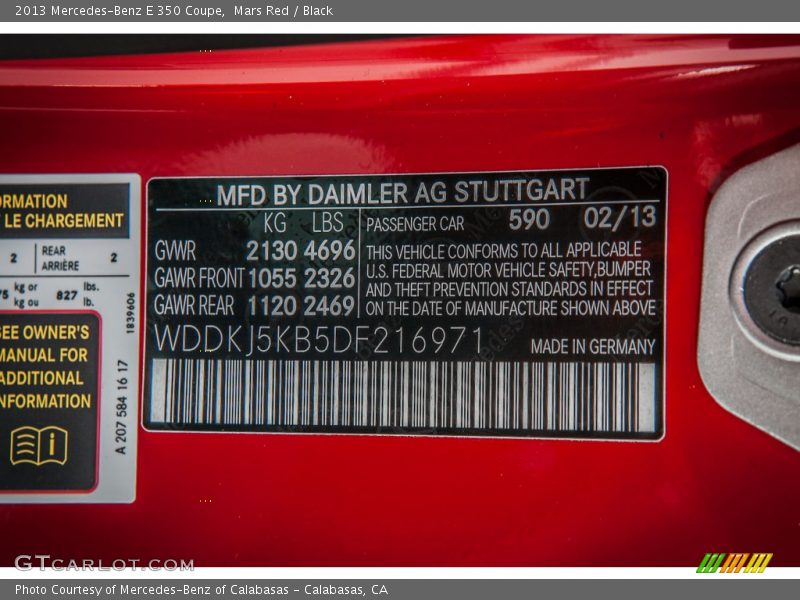 2013 Mercedes-Benz E 350 Coupe, Mars Red / Black
ORMATION
LE CHARGEMENT
2 REAR ARRIÈRE 2
kg or kg ou 827 lbs. lb.
1839606
SEE OWNER'S
MANUAL FOR
ADDITIONAL
INFORMATION
A 207 584 16 17
MFD BY DAIMLER AG STUTTGART
KG LBS
GWR 2130 4696
GAWR FRONT 1055 2326
GAWR REAR 1120 2469
PASSENGER CAR 590 02/13
THIS VEHICLE CONFORMS TO ALL APPLICABLE
U.S. FEDERAL MOTOR VEHICLE SAFETY,BUMPER
AND THEFT PREVENTION STANDARDS IN EFFECT
ON THE DATE OF MANUFACTURE SHOWN ABOVE
WDDKJ5KB5DF216971
MADE IN GERMANY
GTCARLOT.COM
Photo Courtesy of Mercedes-Benz of Calabasas - Calabasas, CA